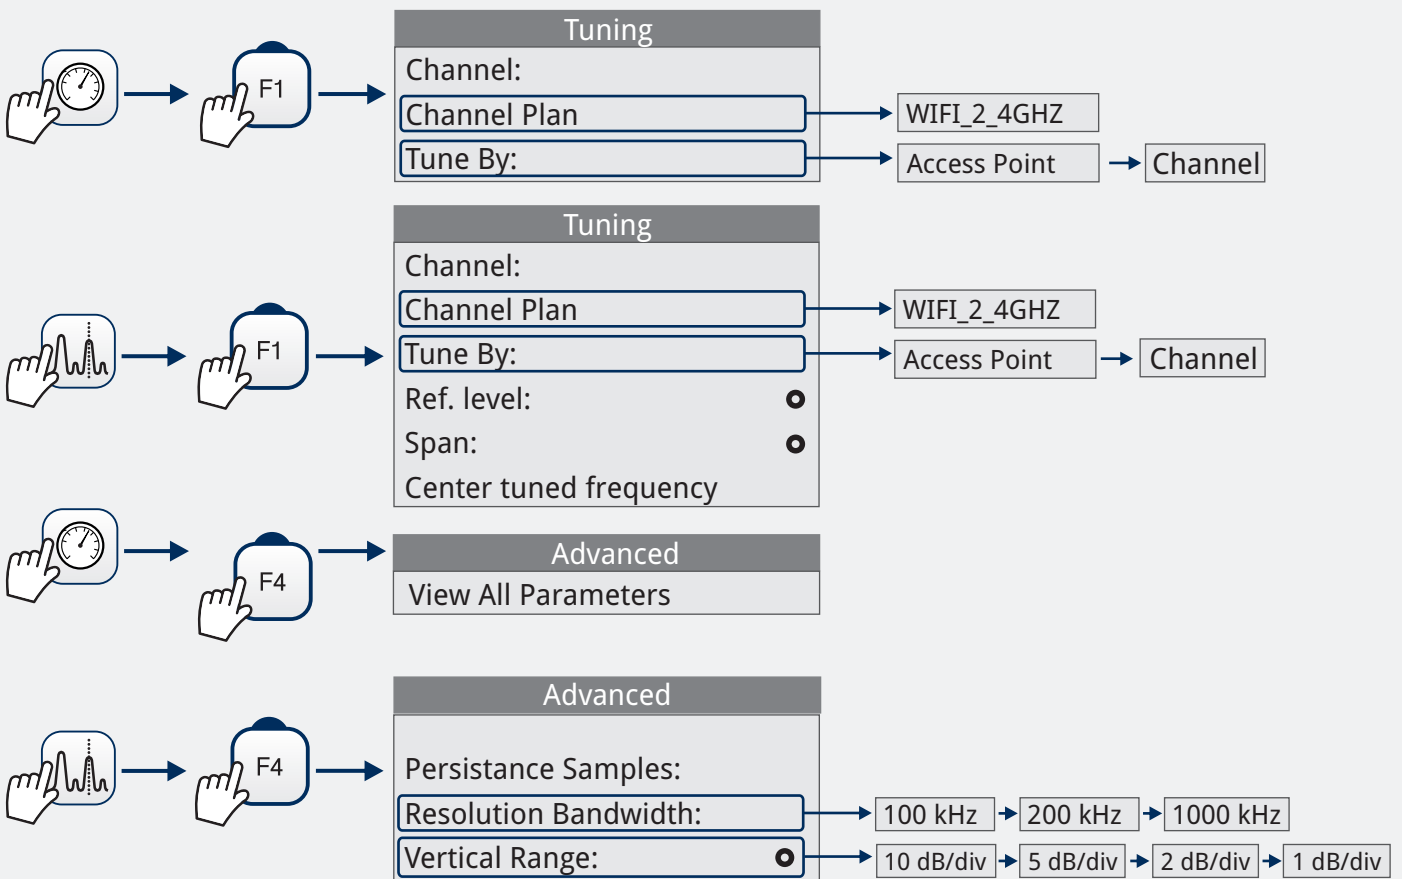 Tuning
F1
Channel:
Channel Plan
WIFI_2_4GHZ
Tune By:
Access Point
Channel
Tuning
F1
Channel:
Channel Plan
WIFI_2_4GHZ
Tune By:
Access Point
Channel
Ref. level:
Span:
Center tuned frequency
F4
Advanced
View All Parameters
F4
Advanced
Persistance Samples:
Resolution Bandwidth:
100 kHz
200 kHz
1000 kHz
Vertical Range:
10 dB/div
5 dB/div
2 dB/div
1 dB/div